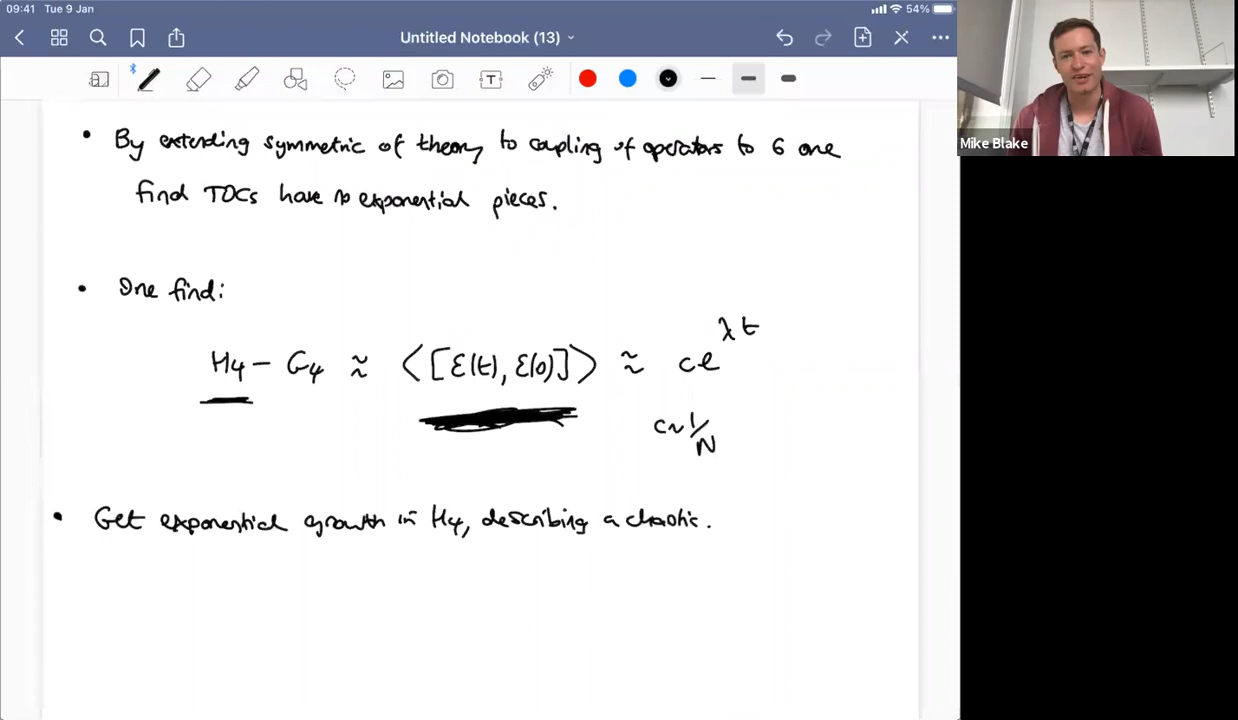 09:41 Tue 9 Jan
54%
Untitled Notebook (13)
T
Mike Blake
• By extending symmetric of theory to coupling of operators to 6 one
find TOCs have no exponential pieces.
• One find:
H4 - G4 ≈ ⟨[ε(t), ε(0)]⟩ ≈ ce^λt
c~1/N
• Get exponential growth in H4, describing a chaotic.